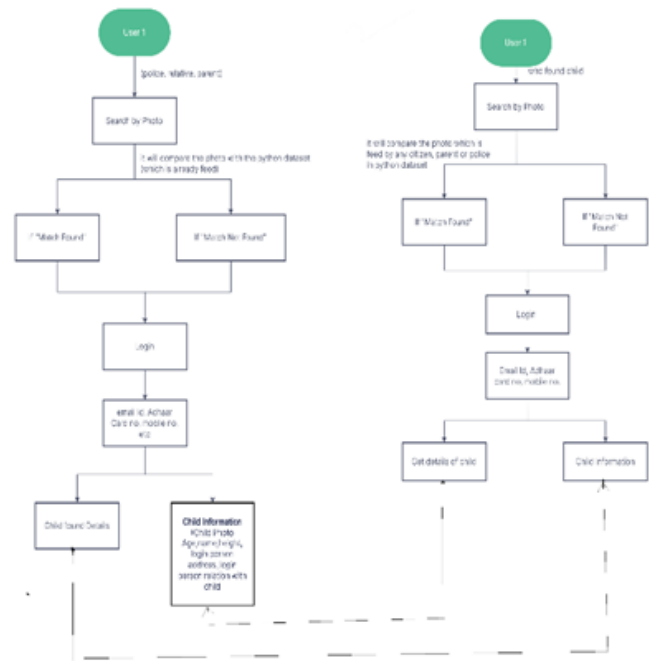 User 1
(police, relative, parent)
Search by Photo
It will compare the photo with the python dataset
(which is already feed)
If "Match Found"
If "Match Not Found"
Login
email id, Adhaar
Card no, mobile no,
etc
Child found Details
Child Information
(Child Photo
Age, name, height,
login person
address, login
person relation with
child
User 1
who found child
Search by Photo
It will compare the photo which is
feed by any citizen, parent or police
in python dataset
If "Match Found"
If "Match Not
Found"
Login
Email Id, Adhaar
card no, mobile no.
Get details of child
Child information